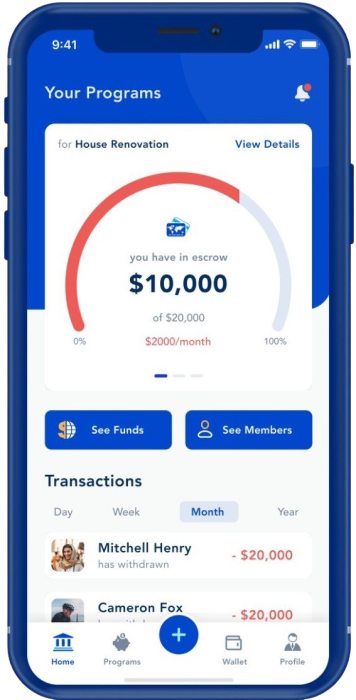 9:41
Your Programs
for House Renovation View Details
you have in escrow
$10,000
of $20,000
0% $2000/month 100%
See Funds See Members
Transactions
Day Week Month Year
Mitchell Henry - $20,000
has withdrawn
Cameron Fox - $20,000
Home Programs + Wallet Profile